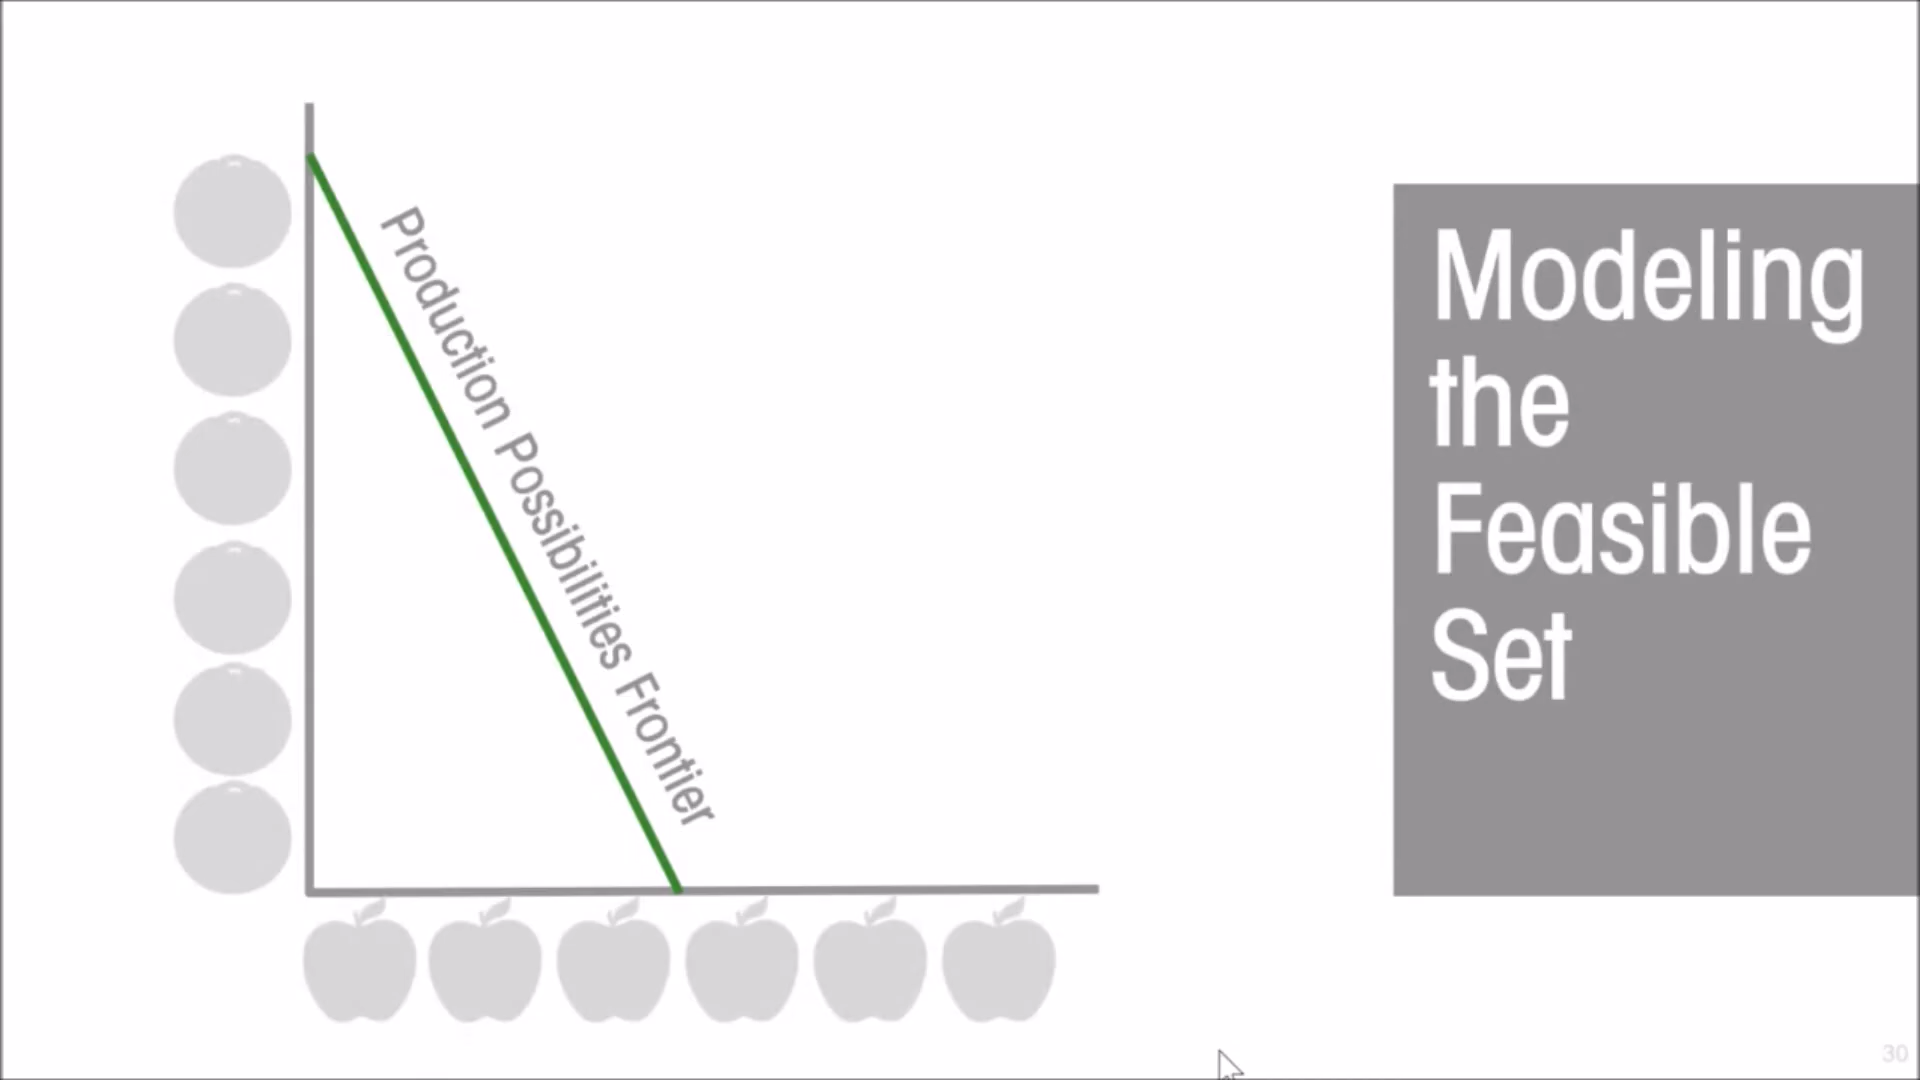 Production Possibilities Frontier
Modeling
the
Feasible
Set
30